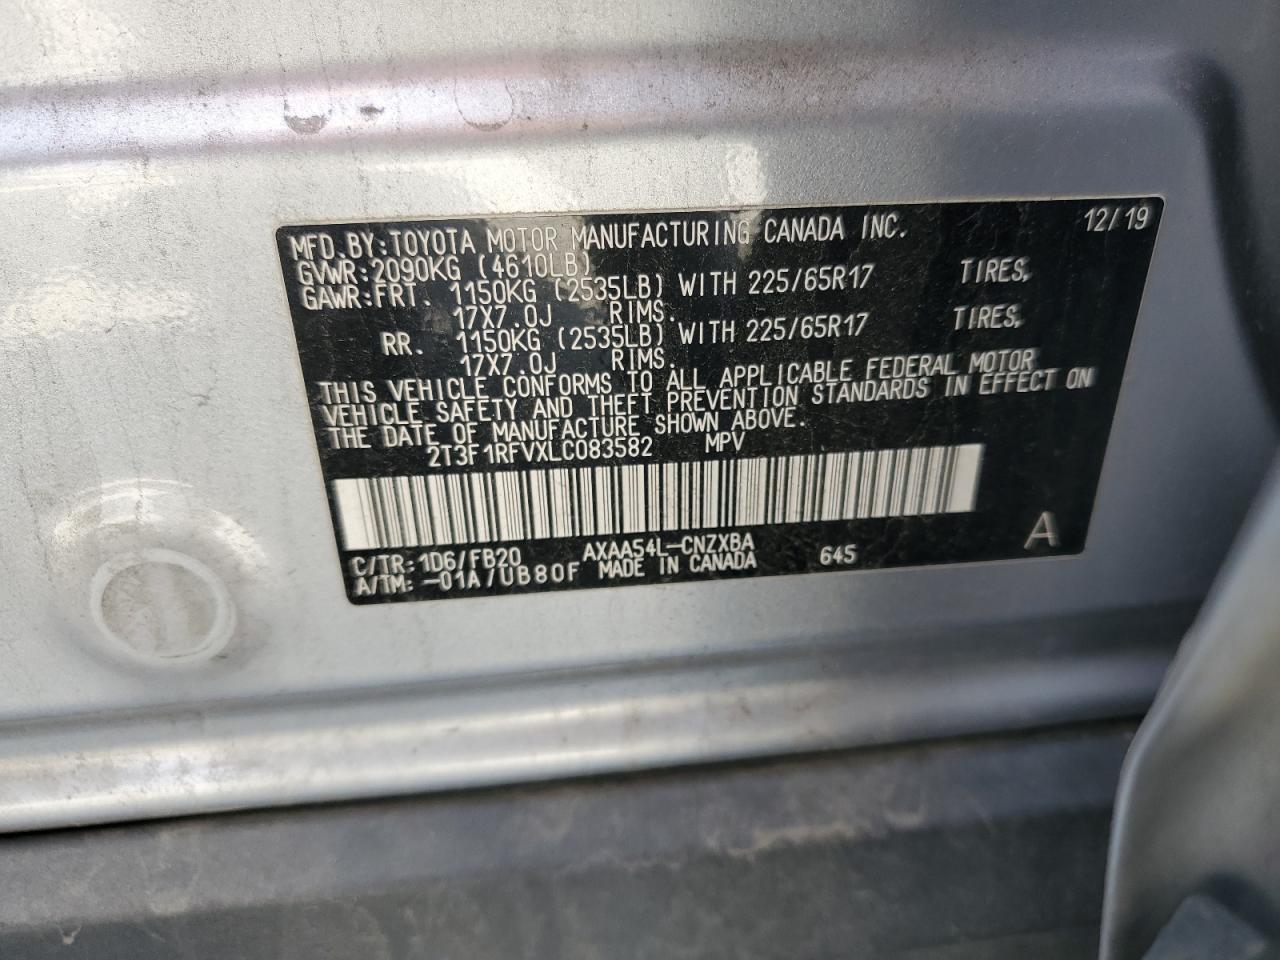 MFD.BY:TOYOTA MOTOR MANUFACTURING CANADA INC. 12/19
GVWR:2090KG (4610LB)
GAWR:FRT. 1150KG (2535LB) WITH 225/65R17 TIRES,
17X7.0J RIMS.
RR. 1150KG (2535LB) WITH 225/65R17 TIRES,
17X7.0J RIMS.
THIS VEHICLE CONFORMS TO ALL APPLICABLE FEDERAL MOTOR
VEHICLE SAFETY AND THEFT PREVENTION STANDARDS IN EFFECT ON
THE DATE OF MANUFACTURE SHOWN ABOVE.
2T3F1RFVXLC083582 MPV
C/TR:1D6/FB20 AXAA54L-CNZXBA 645 A
A/TM:-01A/UB80F MADE IN CANADA